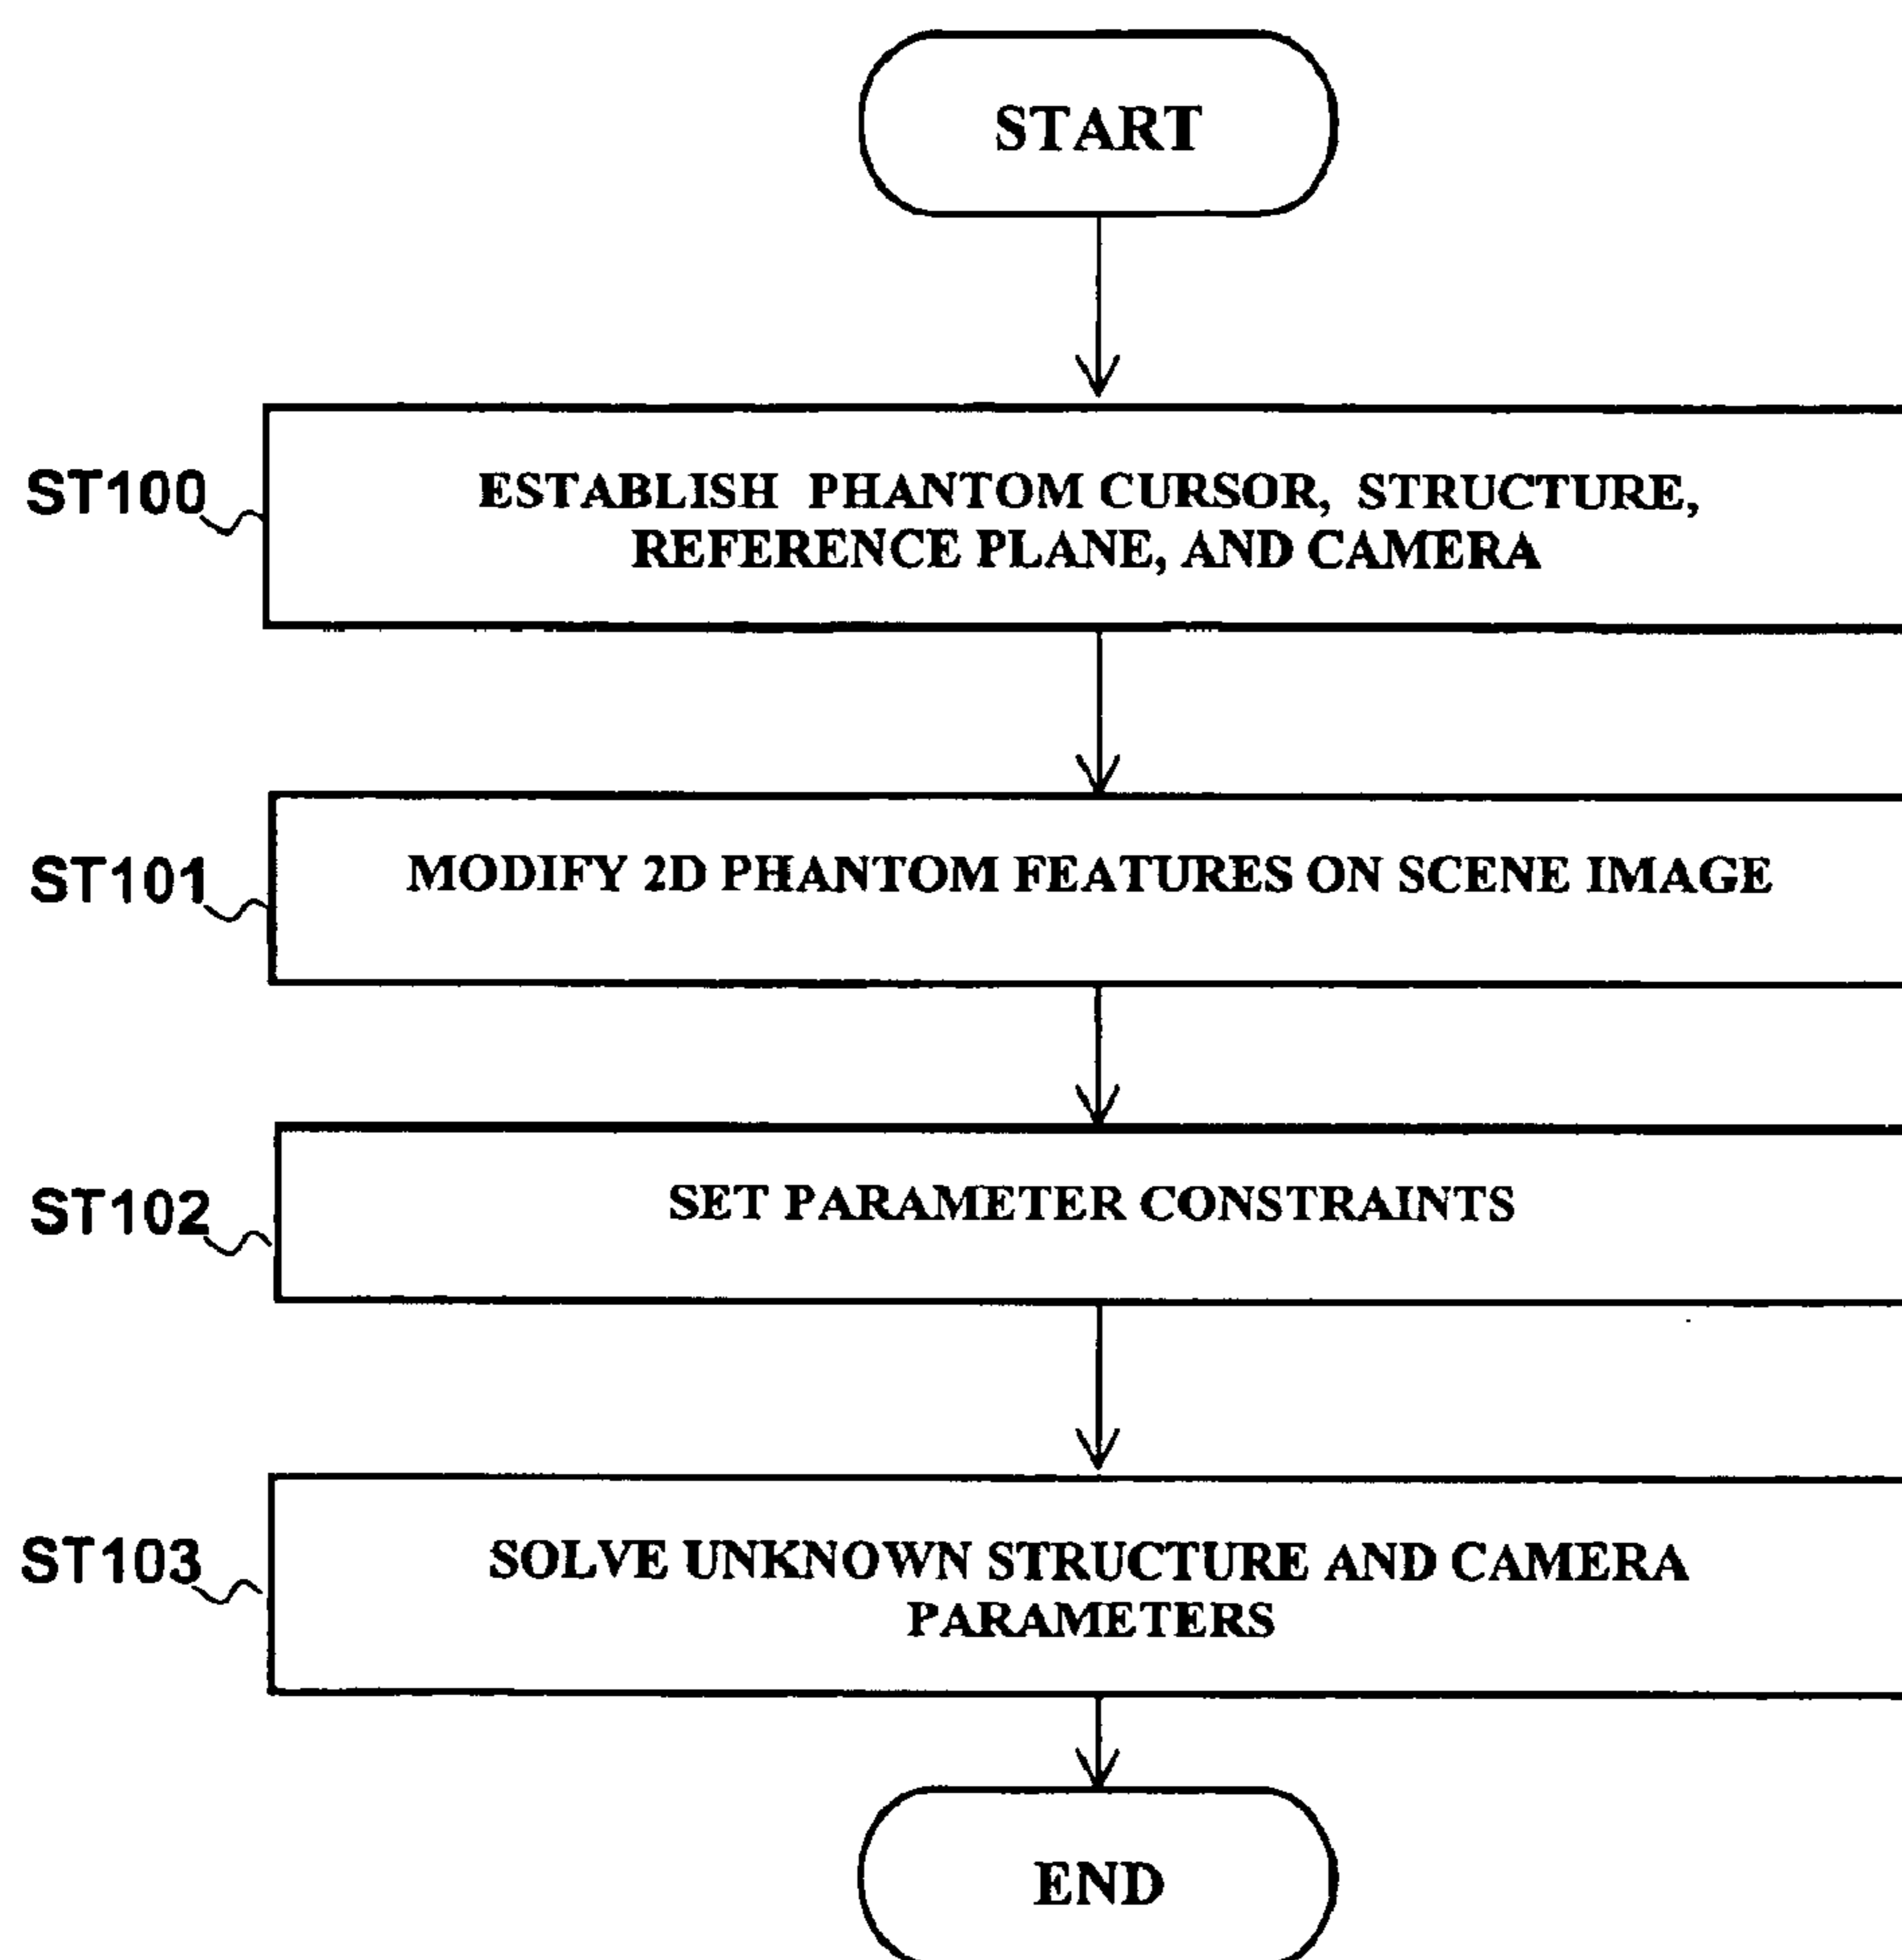 START
ST100
ESTABLISH PHANTOM CURSOR, STRUCTURE,
REFERENCE PLANE, AND CAMERA
ST101
MODIFY 2D PHANTOM FEATURES ON SCENE IMAGE
ST102
SET PARAMETER CONSTRAINTS
ST103
SOLVE UNKNOWN STRUCTURE AND CAMERA
PARAMETERS
END